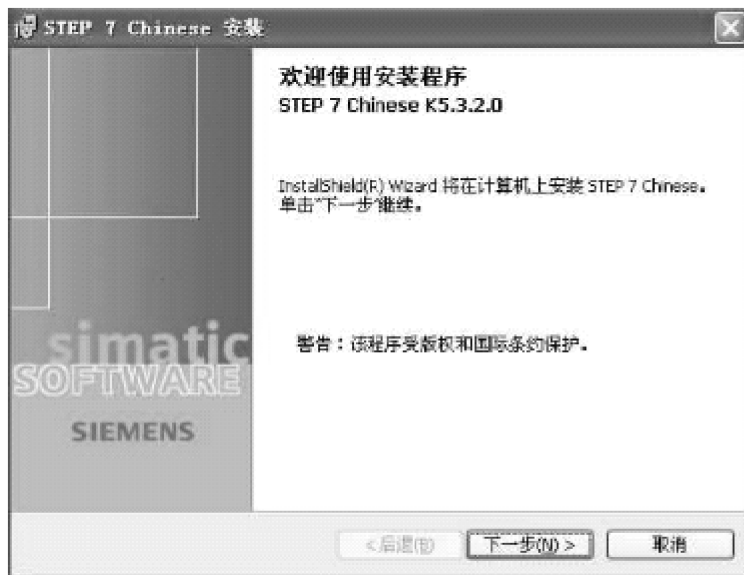 STEP 7 Chinese 安装
欢迎使用安装程序
STEP 7 Chinese K5.3.2.0
InstallShield(R) Wizard 将在计算机上安装 STEP 7 Chinese。
单击“下一步”继续。
警告：该程序受版权和国际条约保护。
simatic
SOFTWARE
SIEMENS
<后退(B)
下一步(N) >
取消